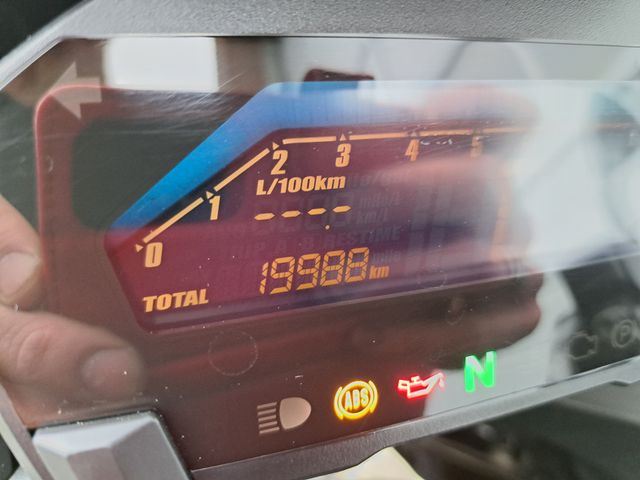 0 1 2 3 4 5
L/100km
--.--
TOTAL 19988 km
ABS N